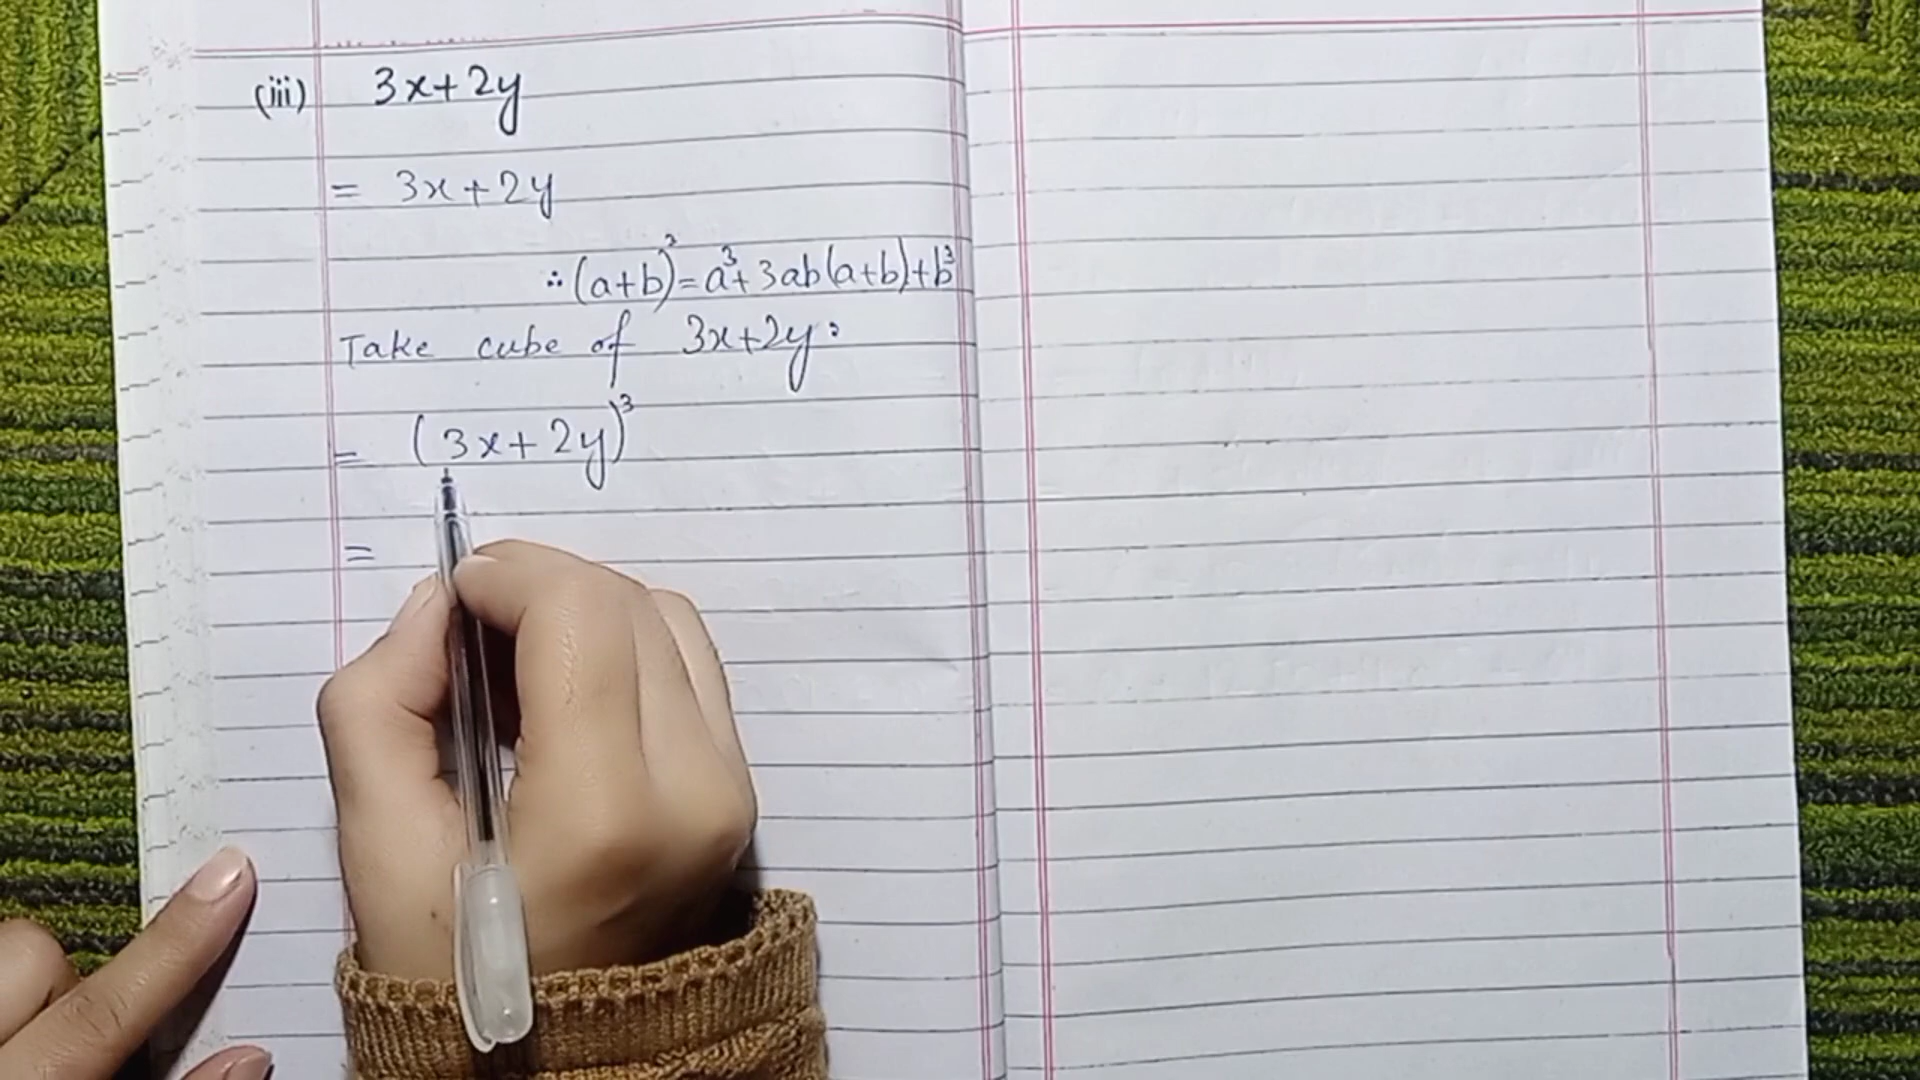 (iii) 3x+2y
= 3x+2y
∴ (a+b)³=a³+3ab(a+b)+b³
Take cube of 3x+2y:
= (3x+2y)³
=